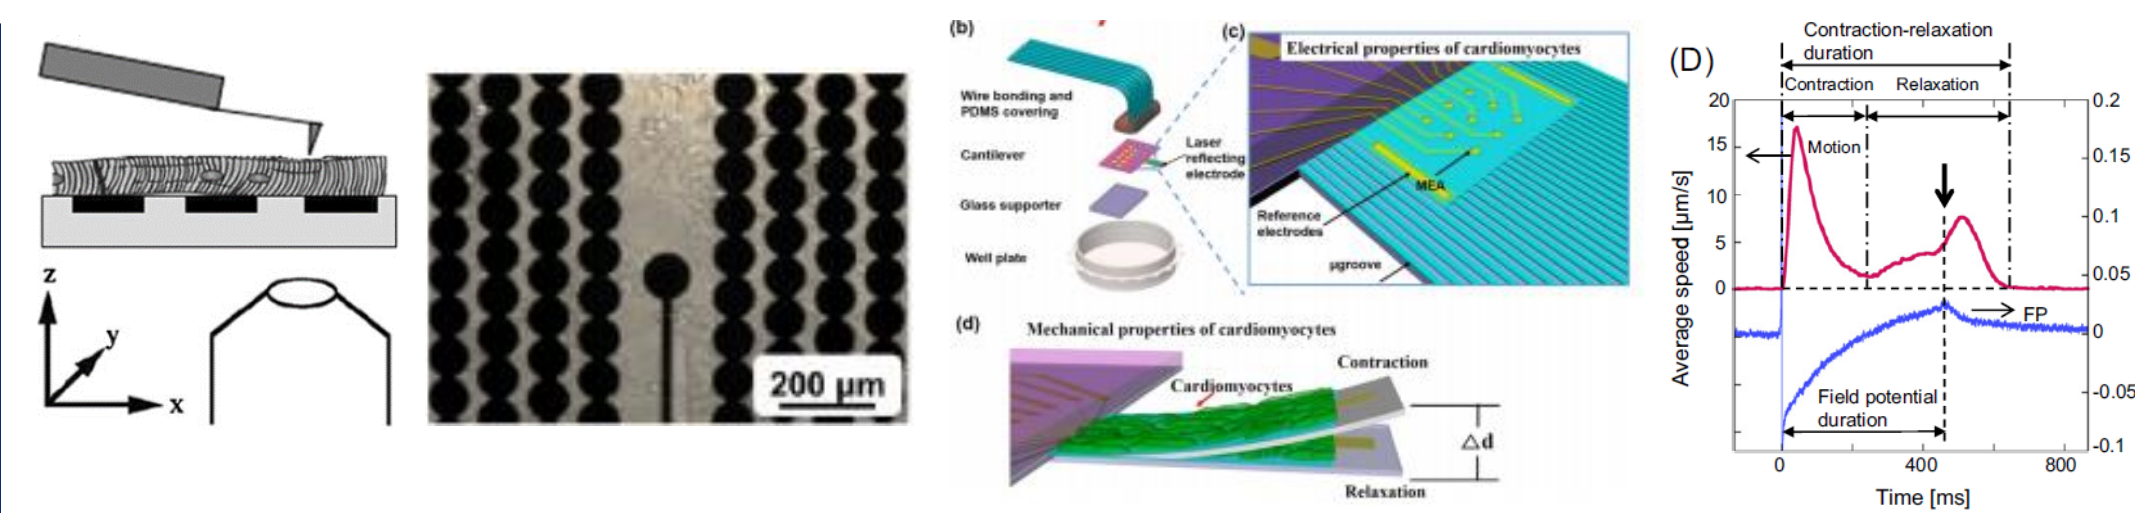 z
y
x
200 µm
(b)
Wire bonding and
PDMS covering
Cantilever
Laser
reflecting
electrode
Glass supporter
Well plate
(c)
Electrical properties of cardiomyocytes
MEA
Reference
electrodes
µgroove
(d)
Mechanical properties of cardiomyocytes
Contraction
Cardiomyocytes
△d
Relaxation
(D)
Contraction-relaxation
duration
Contraction
Relaxation
20
15
10
5
0
0.2
0.15
0.1
0.05
0
-0.05
-0.1
Motion
FP
Field potential
duration
Average speed [µm/s]
0
400
800
Time [ms]